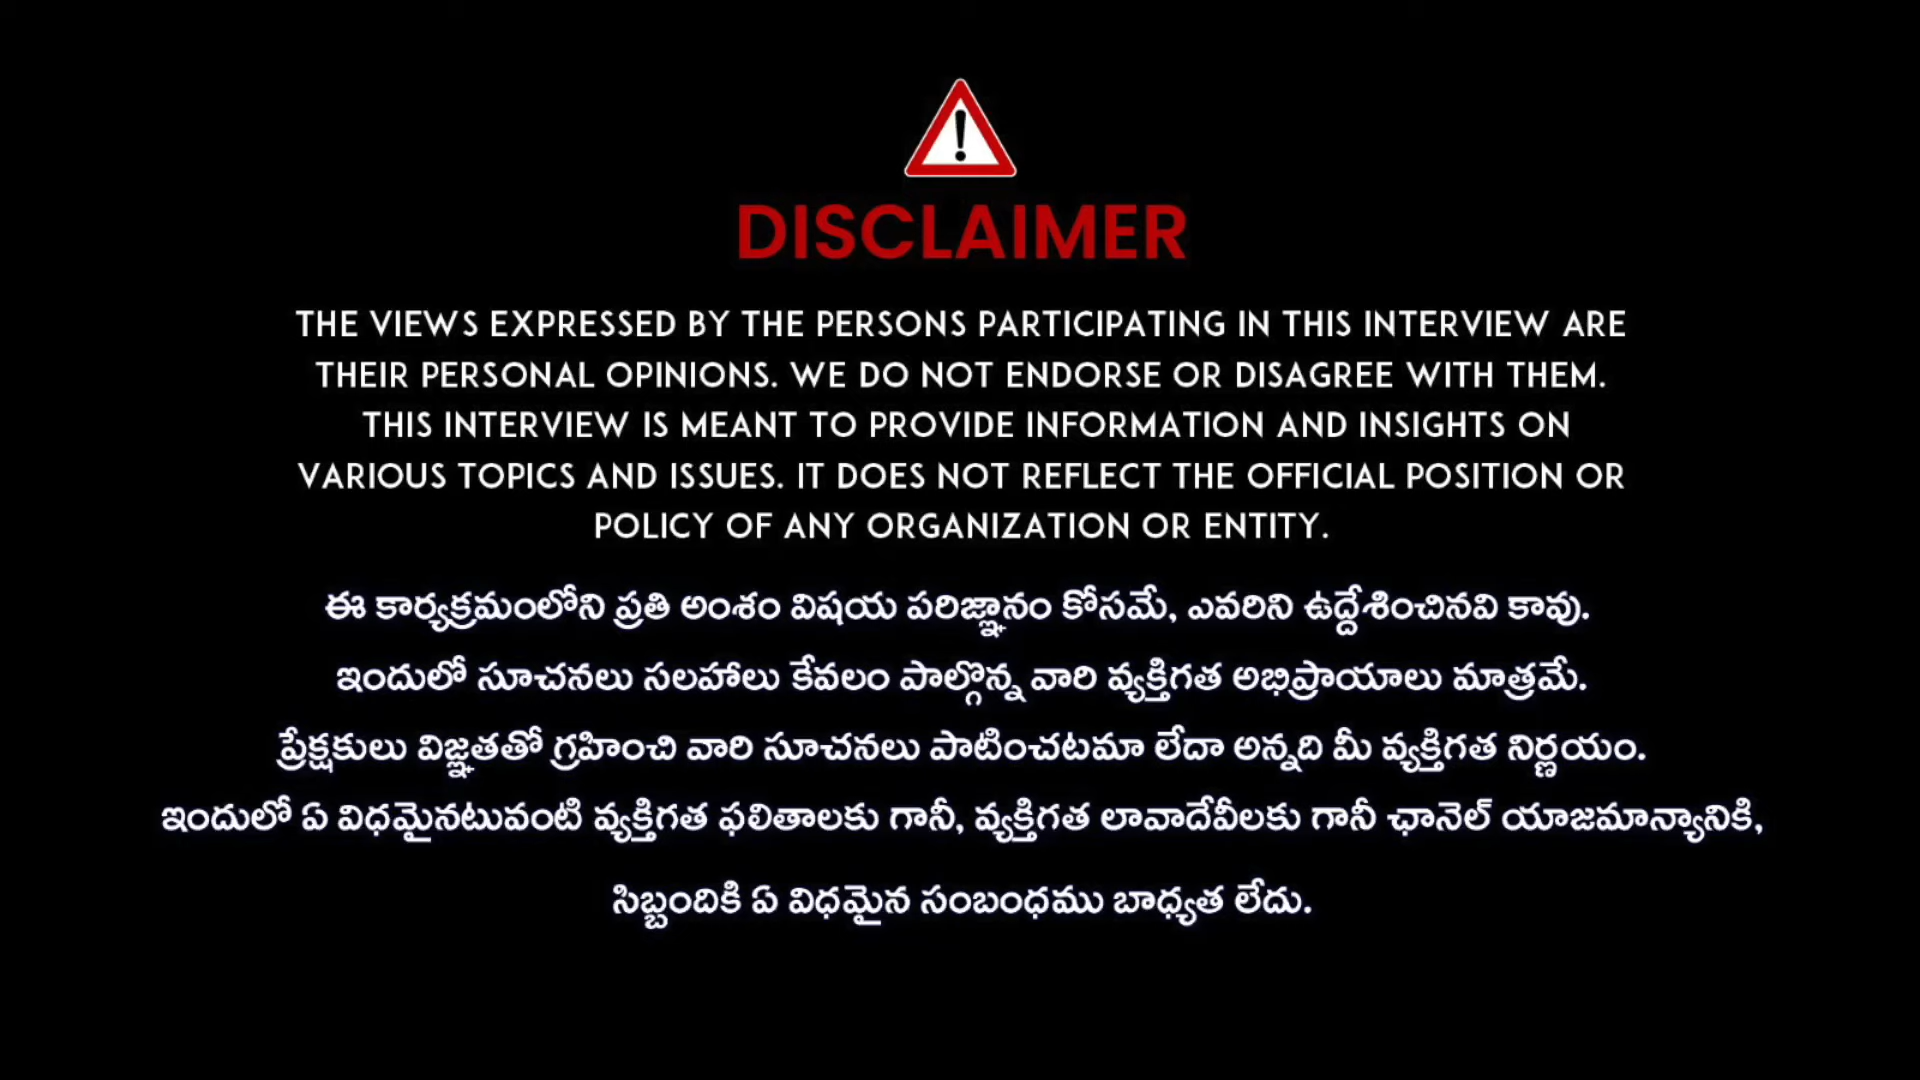 DISCLAIMER
THE VIEWS EXPRESSED BY THE PERSONS PARTICIPATING IN THIS INTERVIEW ARE
THEIR PERSONAL OPINIONS. WE DO NOT ENDORSE OR DISAGREE WITH THEM.
THIS INTERVIEW IS MEANT TO PROVIDE INFORMATION AND INSIGHTS ON
VARIOUS TOPICS AND ISSUES. IT DOES NOT REFLECT THE OFFICIAL POSITION OR
POLICY OF ANY ORGANIZATION OR ENTITY.
ఈ కార్యక్రమంలోని ప్రతి అంశం విషయ పరిజ్ఞానం కోసమే, ఎవరిని ఉద్దేశించినవి కావు.
ఇందులో సూచనలు సలహాలు కేవలం పాల్గొన్న వారి వ్యక్తిగత అభిప్రాయాలు మాత్రమే.
ప్రేక్షకులు విజ్ఞతతో గ్రహించి వారి సూచనలు పాటించటమా లేదా అన్నది మీ వ్యక్తిగత నిర్ణయం.
ఇందులో ఏ విధమైనటువంటి వ్యక్తిగత ఫలితాలకు గానీ, వ్యక్తిగత లావాదేవీలకు గానీ ఛానెల్ యాజమాన్యానికి,
సిబ్బందికి ఏ విధమైన సంబంధము బాధ్యత లేదు.